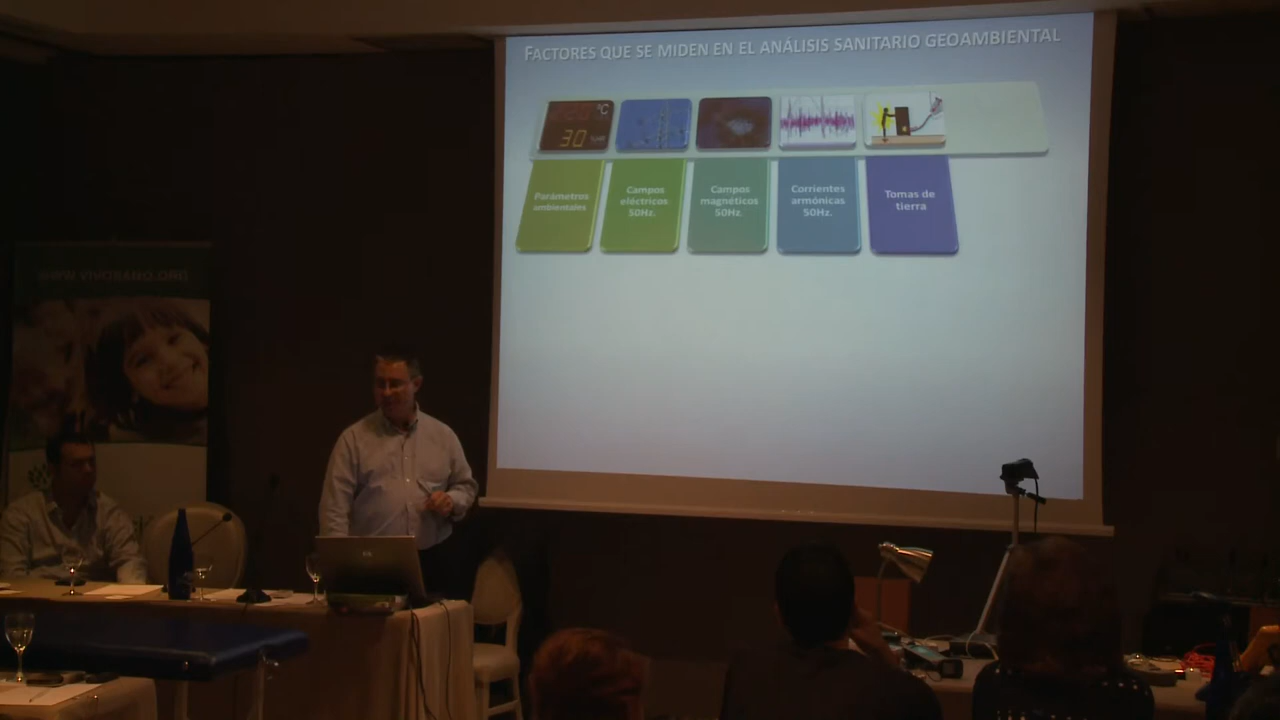 FACTORES QUE SE MIDEN EN EL ANÁLISIS SANITARIO GEOAMBIENTAL
°C
30
Parámetros
ambientales
Campos
eléctricos
50Hz.
Campos
magnéticos
50Hz.
Corrientes
armónicas
50Hz.
Tomas de
tierra